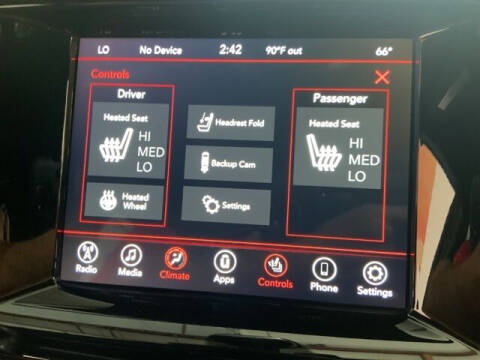 LO No Device 2:42 90°F out 66°
Controls
Driver
Heated Seat
HI
MED
LO
Heated
Wheel
Headrest Fold
Backup Cam
Settings
Passenger
Heated Seat
HI
MED
LO
Radio Media Climate Apps Controls Phone Settings